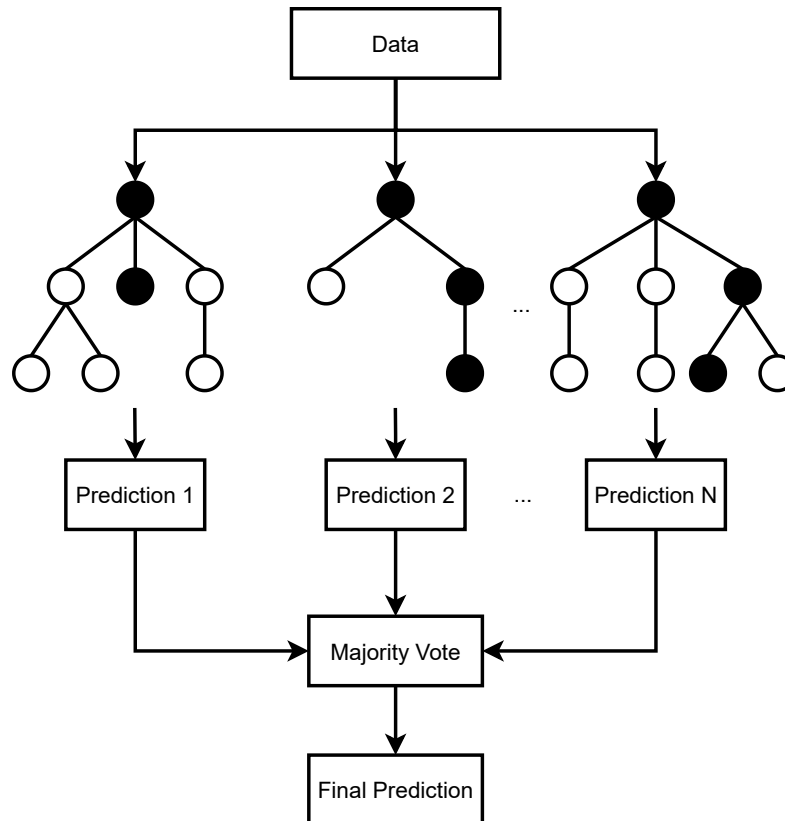 Data
...
Prediction 1
Prediction 2
...
Prediction N
Majority Vote
Final Prediction